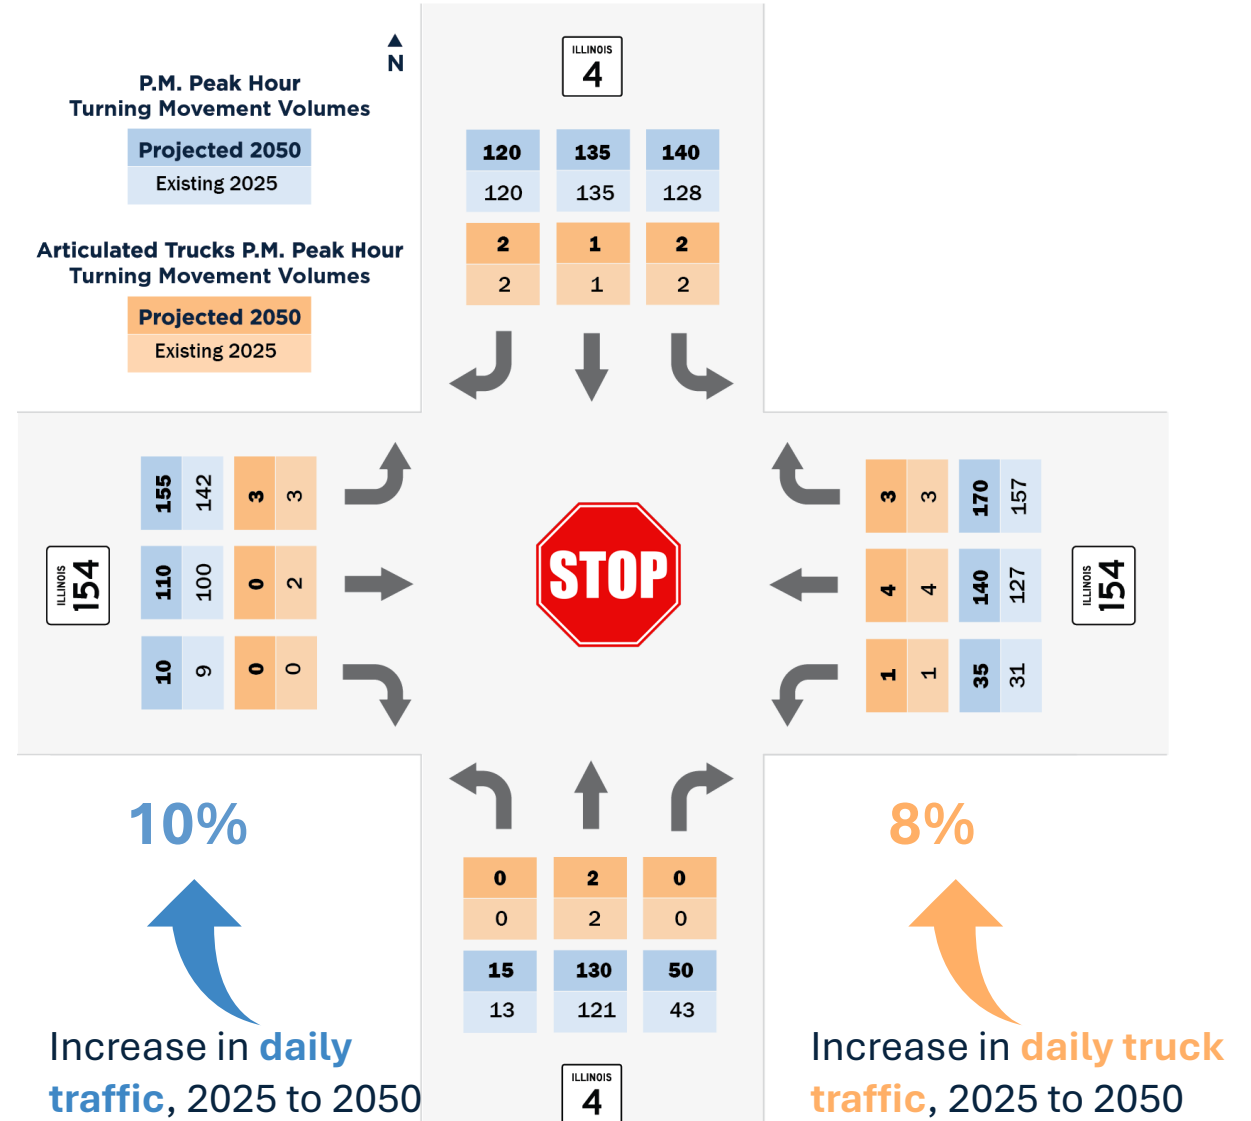 N
ILLINOIS
4
P.M. Peak Hour
Turning Movement Volumes
Projected 2050
Existing 2025
Articulated Trucks P.M. Peak Hour
Turning Movement Volumes
Projected 2050
Existing 2025
120 135 140
120 135 128
2 1 2
2 1 2
155 142 3 3
110 100 0 2
10 9 0 0
ILLINOIS
154
STOP
3 3 170 157
4 4 140 127
1 1 35 31
ILLINOIS
154
0 2 0
0 2 0
15 130 50
13 121 43
ILLINOIS
4
10%
Increase in daily
traffic, 2025 to 2050
8%
Increase in daily truck
traffic, 2025 to 2050